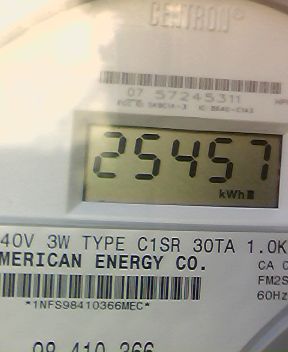 CENTRON®
07 57245311
25457
kWh
40V 3W TYPE C1SR 30TA 1.0K
MERICAN ENERGY CO.
CA
FM2S
60Hz
*1NFS98410366MEC*
98 410 366